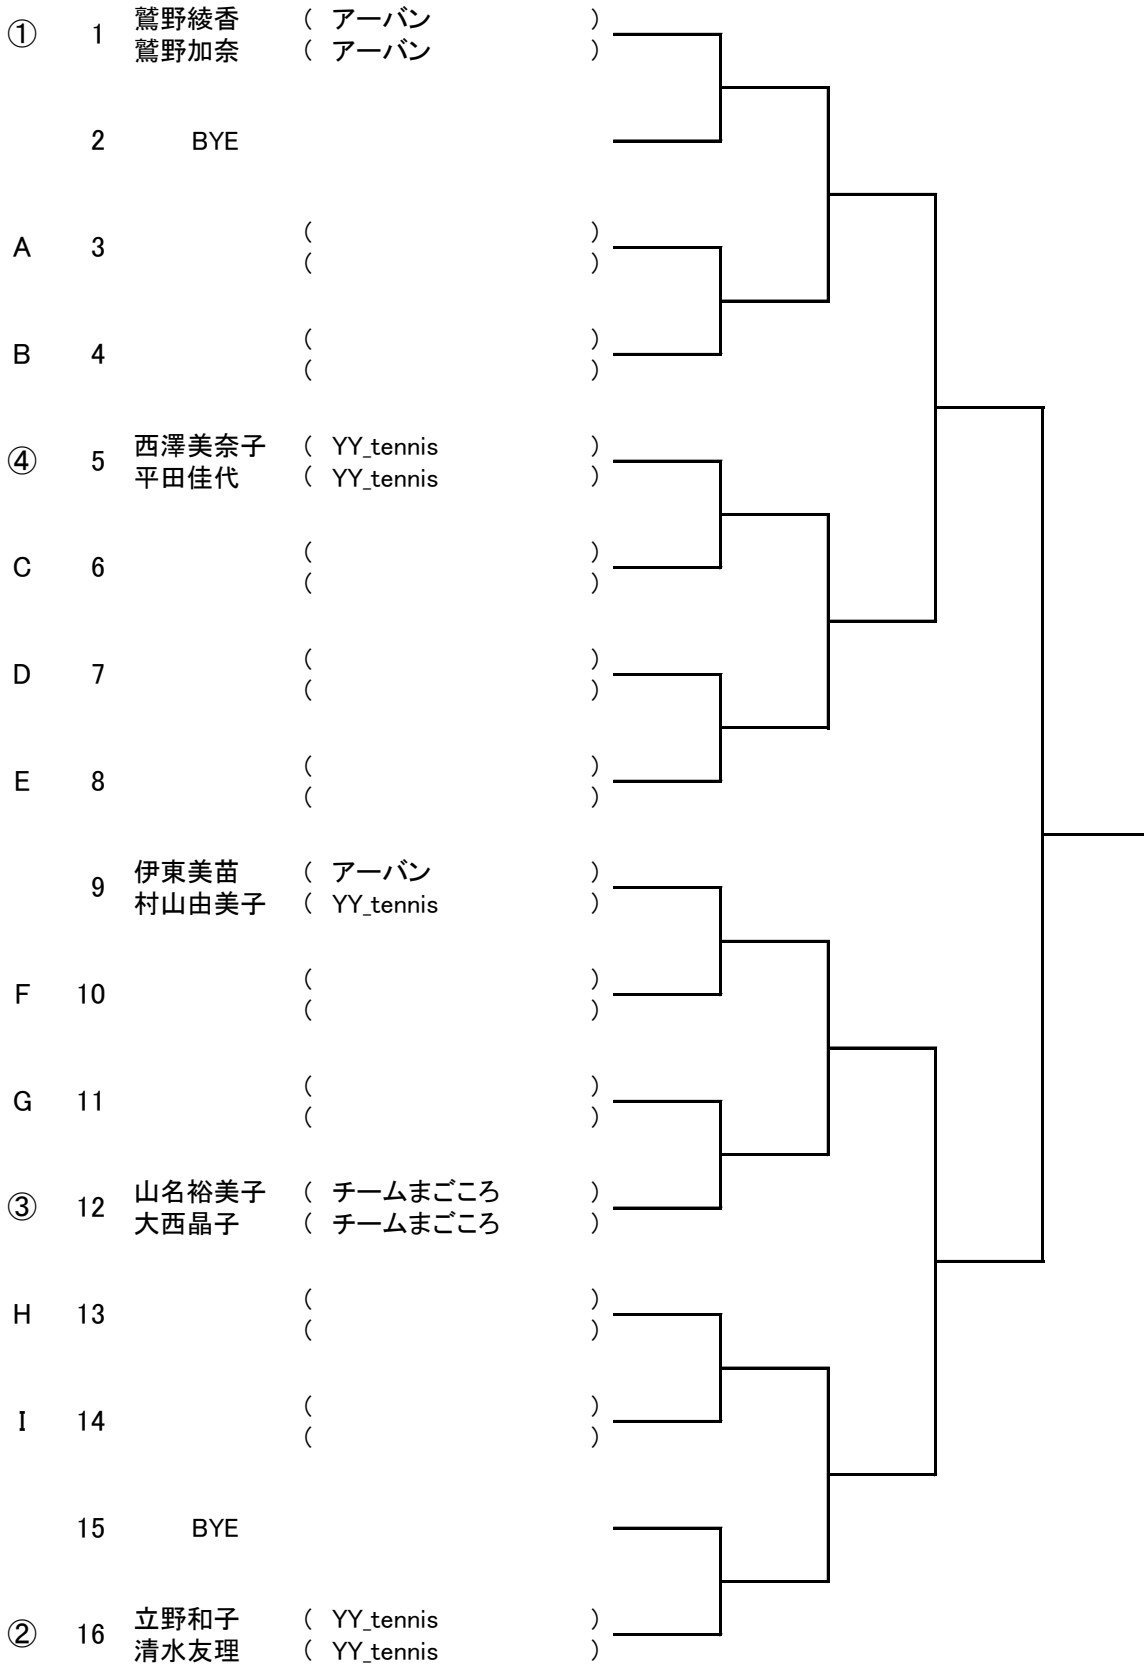 ① 1 鷲野綾香 ( アーバン )
鷲野加奈 ( アーバン )
2 BYE
A 3 ( )
( )
B 4 ( )
( )
④ 5 西澤美奈子 ( YY_tennis )
平田佳代 ( YY_tennis )
C 6 ( )
( )
D 7 ( )
( )
E 8 ( )
( )
9 伊東美苗 ( アーバン )
村山由美子 ( YY_tennis )
F 10 ( )
( )
G 11 ( )
( )
③ 12 山名裕美子 ( チームまごころ )
大西晶子 ( チームまごころ )
H 13 ( )
( )
I 14 ( )
( )
15 BYE
② 16 立野和子 ( YY_tennis )
清水友理 ( YY_tennis )